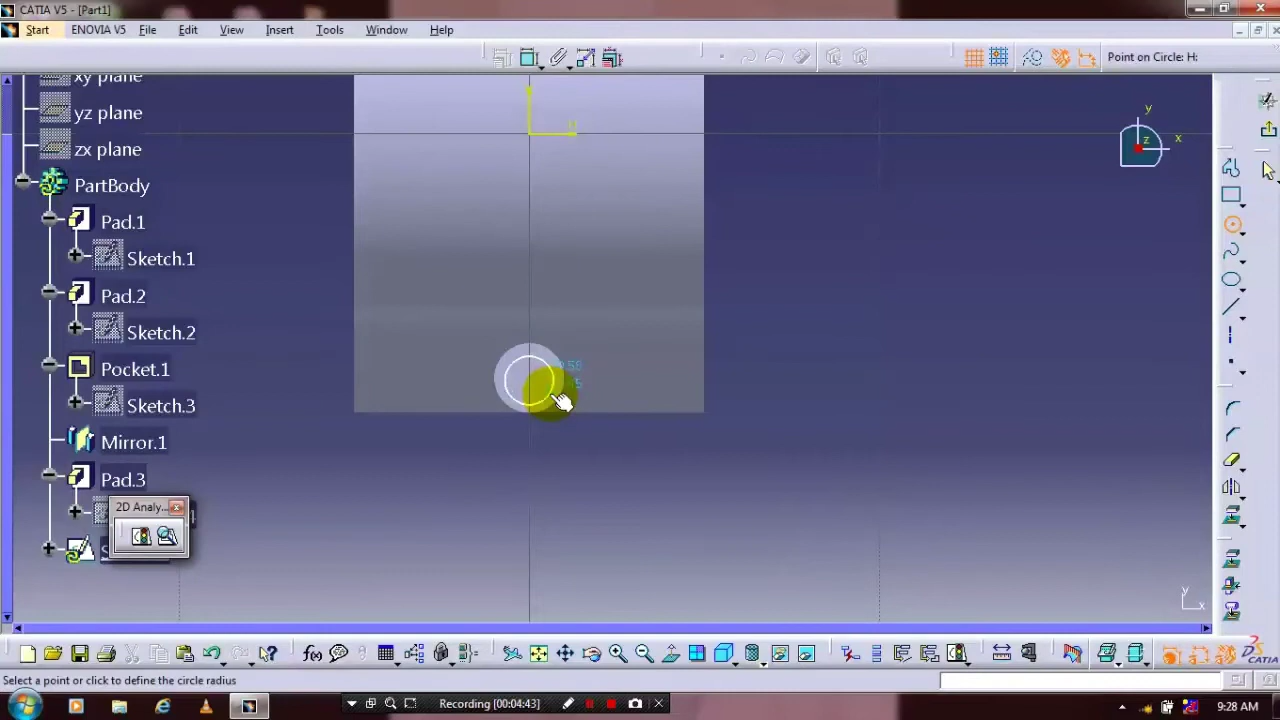 CATIA V5 - [Part1]
Start ENOVIA V5 File Edit View Insert Tools Window Help
Point on Circle: H:
xy plane
yz plane
zx plane
PartBody
Pad.1
Sketch.1
Pad.2
Sketch.2
Pocket.1
Sketch.3
Mirror.1
Pad.3
2D Analy...
H
y
x
z
y
x
f(x)
DS CATIA
Select a point or click to define the circle radius
Recording [00:04:43]
9:28 AM